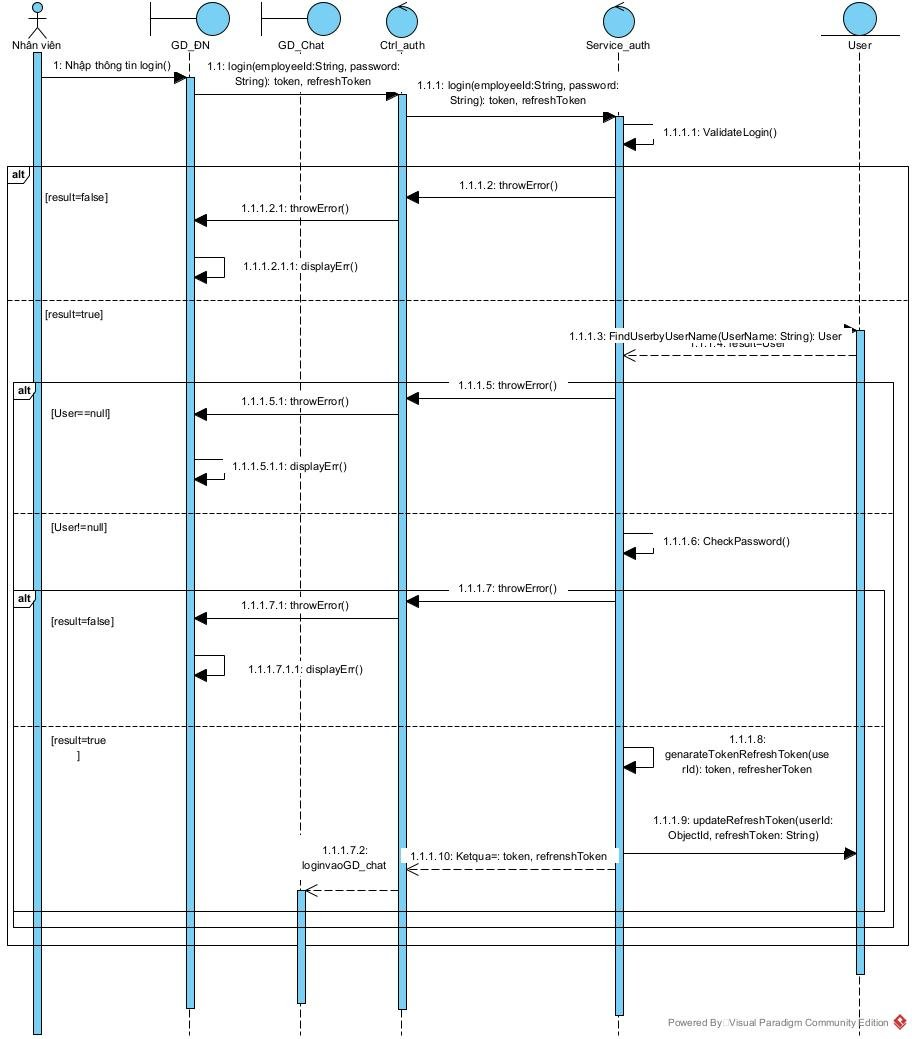 Nhân viên
GD_ĐN
GD_Chat
Ctrl_auth
Service_auth
User
1: Nhập thông tin login()
1.1: login(employeeId:String, password:
String): token, refreshToken
1.1.1: login(employeeId:String, password:
String): token, refreshToken
1.1.1.1: ValidateLogin()
alt
[result=false]
1.1.1.2: throwError()
1.1.1.2.1: throwError()
1.1.1.2.1.1: displayErr()
[result=true]
1.1.1.3: FindUserbyUserName(UserName: String): User
1.1.1.4: result=User
alt
1.1.1.5: throwError()
1.1.1.5.1: throwError()
[User==null]
1.1.1.5.1.1: displayErr()
[User!=null]
1.1.1.6: CheckPassword()
alt
1.1.1.7: throwError()
1.1.1.7.1: throwError()
[result=false]
1.1.1.7.1.1: displayErr()
[result=true
]
1.1.1.8:
genarateTokenRefreshToken(use
rId): token, refresherToken
1.1.1.9: updateRefreshToken(userId:
ObjectId, refreshToken: String)
1.1.1.7.2:
loginvaoGD_chat
1.1.1.10: Ketqua=: token, refrenshToken
Powered By Visual Paradigm Community Edition